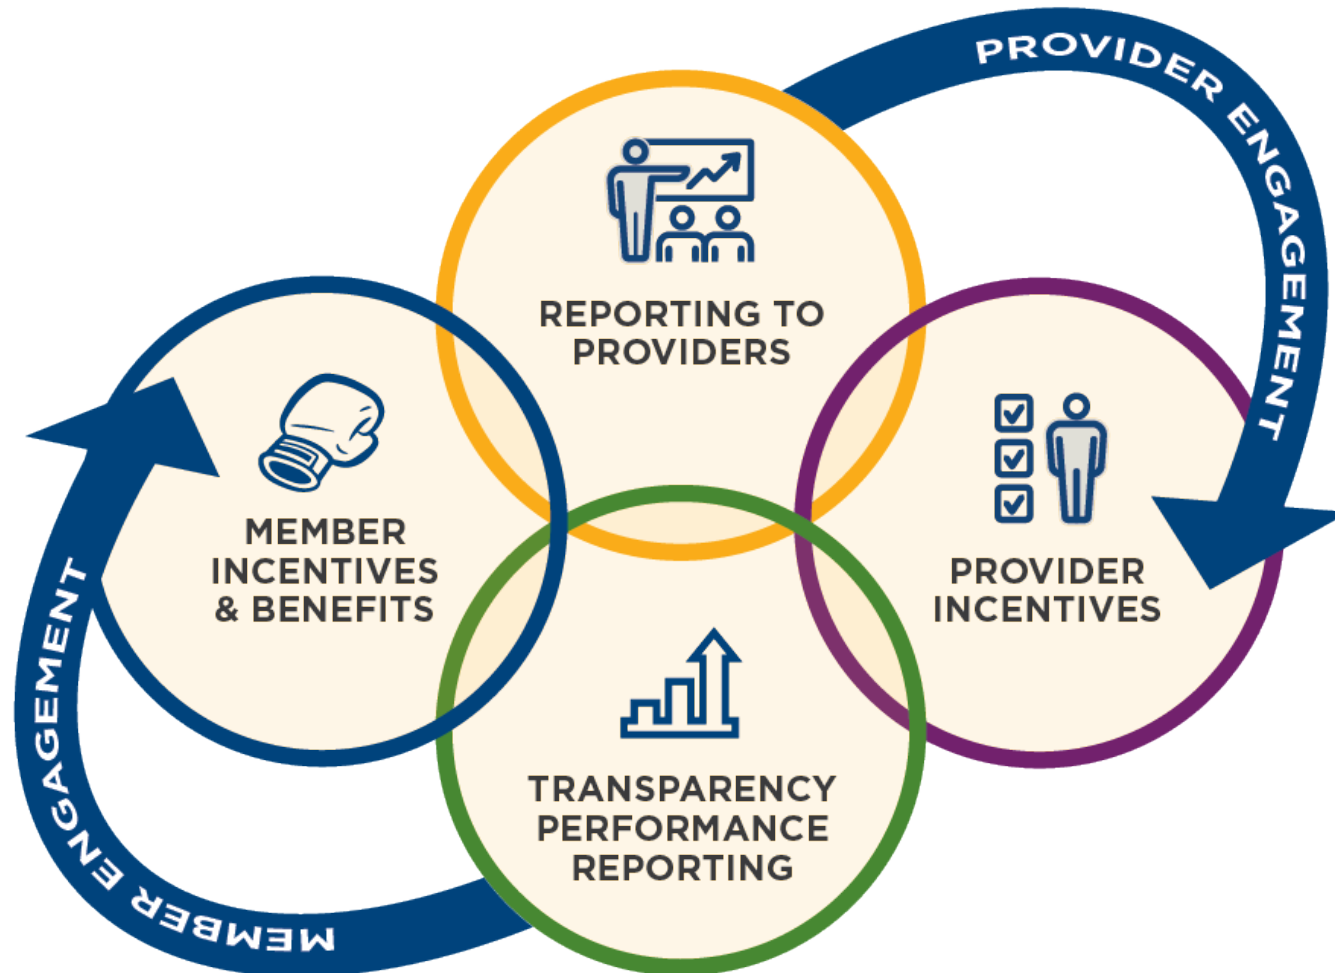 PROVIDER ENGAGEMENT
REPORTING TO
PROVIDERS
MEMBER
INCENTIVES
& BENEFITS
PROVIDER
INCENTIVES
TRANSPARENCY
PERFORMANCE
REPORTING
MEMBER ENGAGEMENT